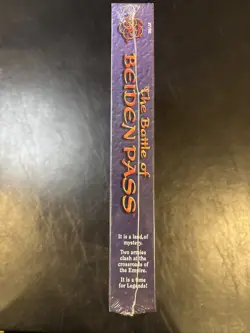 The Battle of
BEIDEN PASS
It is a land of
mystery.
Two armies
clash at the
crossroads of
the Empire.
It is a time
for Legends!